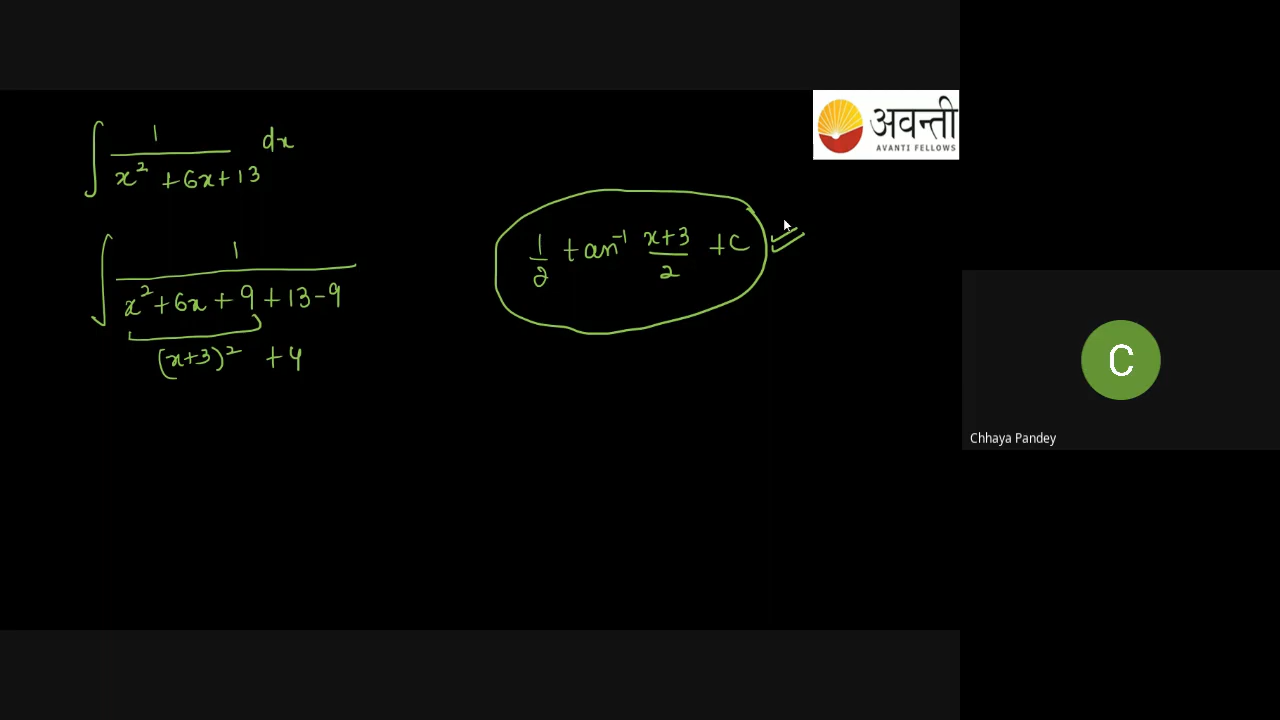 ∫ 1/(x² + 6x + 13) dx
∫ 1/(x² + 6x + 9 + 13 - 9)
(x+3)² + 4
1/2 tan⁻¹ (x+3)/2 + C
अवन्ती
AVANTI FELLOWS
C
Chhaya Pandey